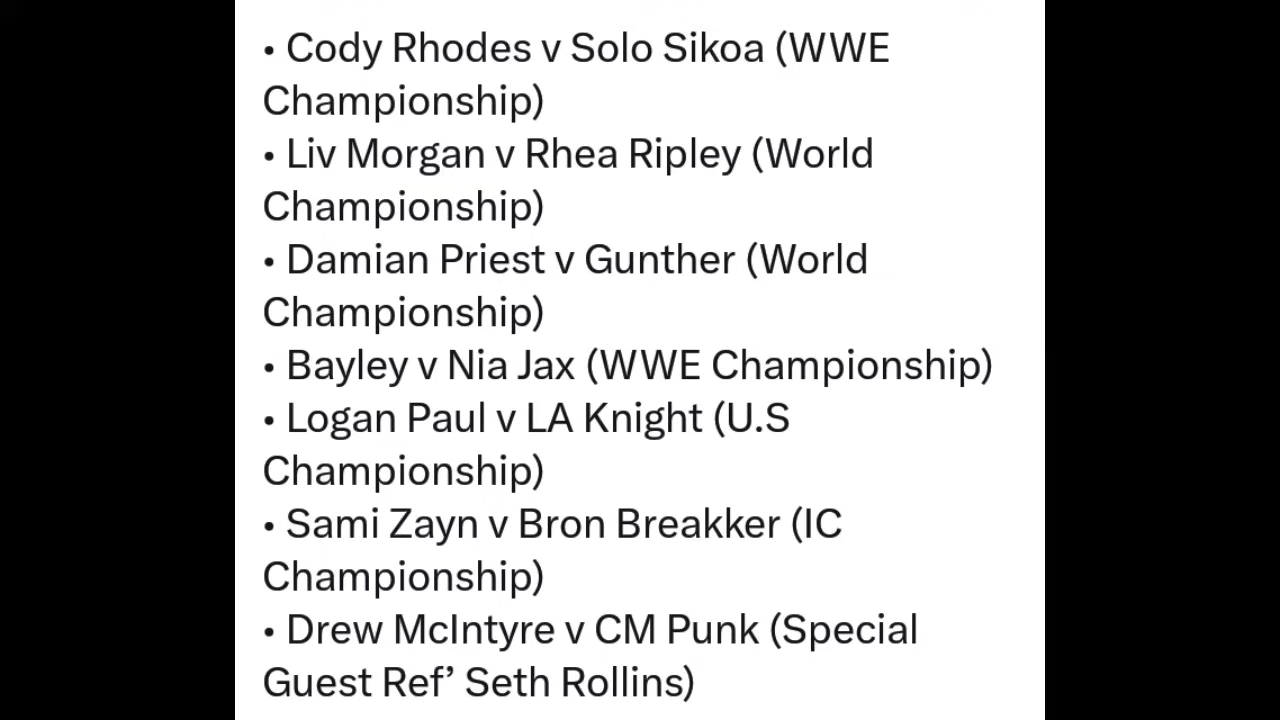 • Cody Rhodes v Solo Sikoa (WWE
Championship)
• Liv Morgan v Rhea Ripley (World
Championship)
• Damian Priest v Gunther (World
Championship)
• Bayley v Nia Jax (WWE Championship)
• Logan Paul v LA Knight (U.S
Championship)
• Sami Zayn v Bron Breakker (IC
Championship)
• Drew McIntyre v CM Punk (Special
Guest Ref’ Seth Rollins)